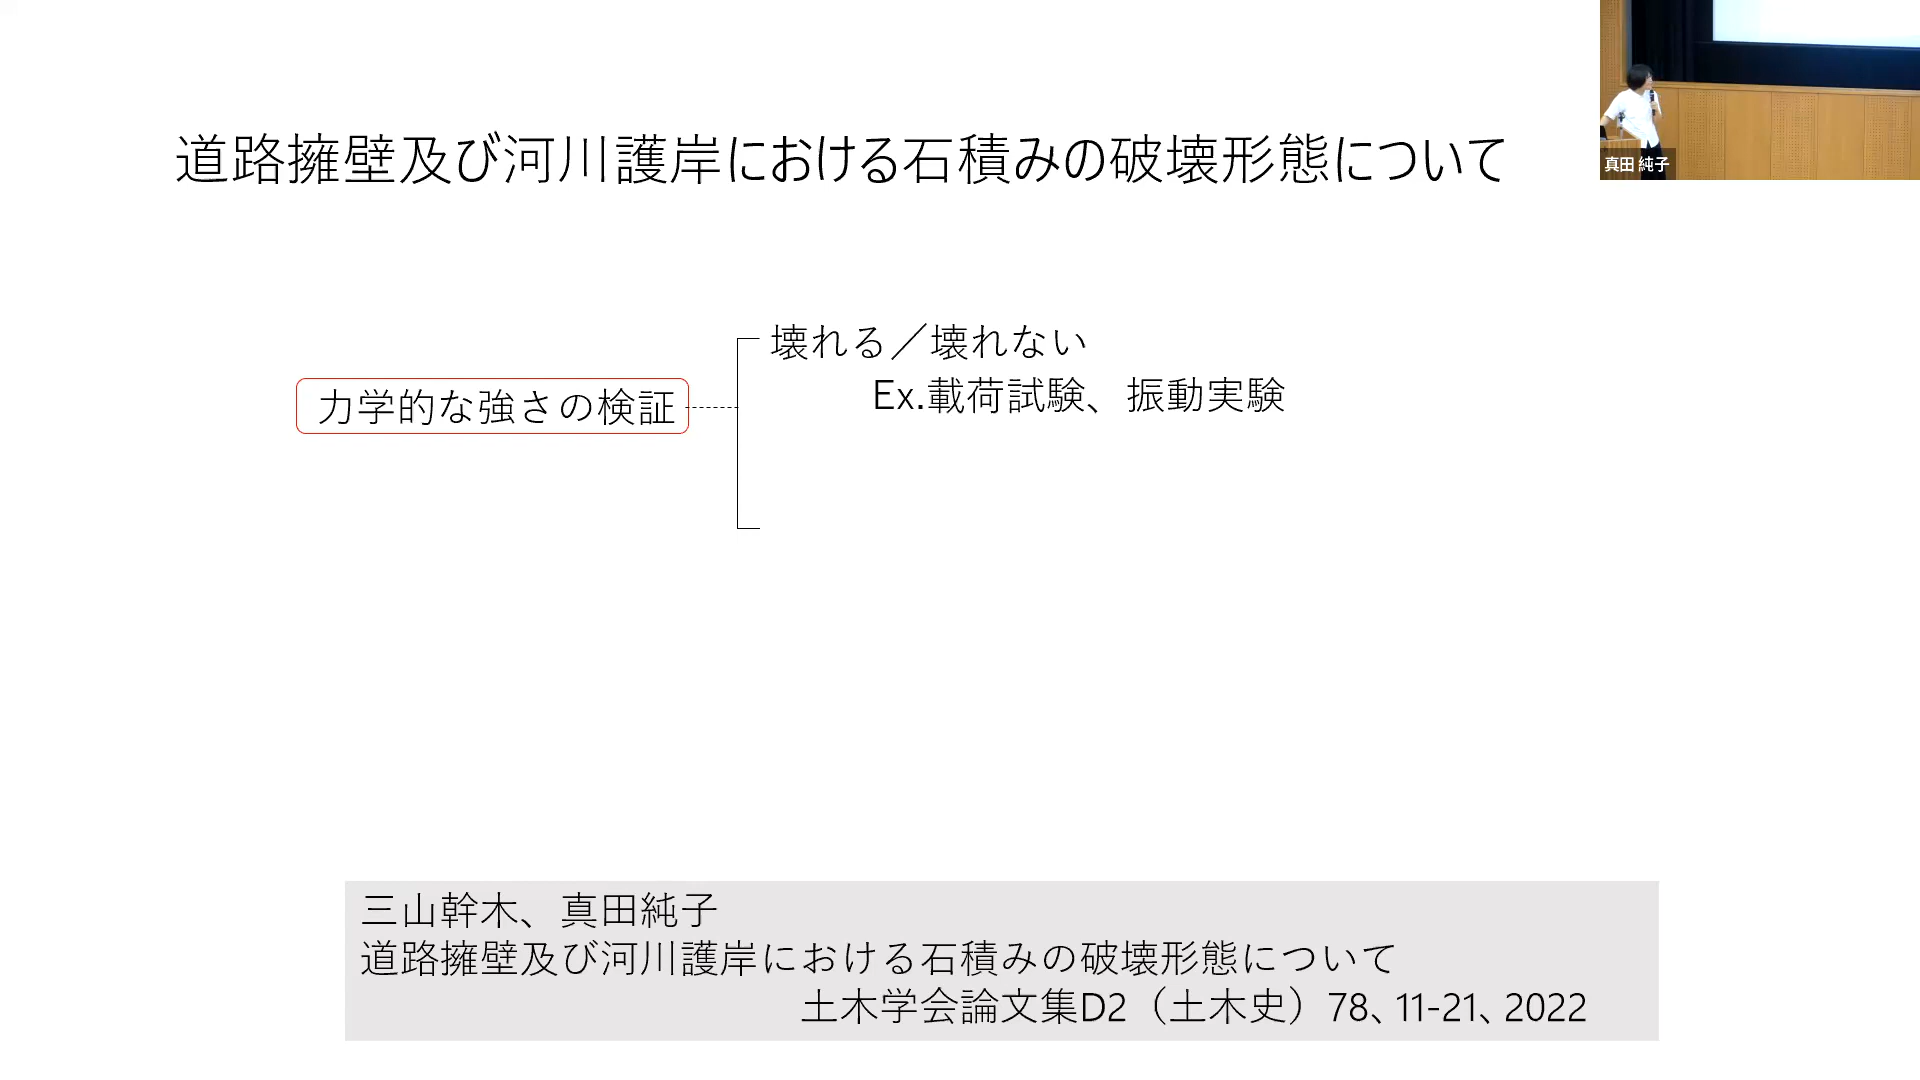 道路擁壁及び河川護岸における石積みの破壊形態について
真田 純子
壊れる／壊れない
Ex.載荷試験、振動実験
力学的な強さの検証
三山幹木、真田純子
道路擁壁及び河川護岸における石積みの破壊形態について
土木学会論文集D2（土木史）78、11-21、2022